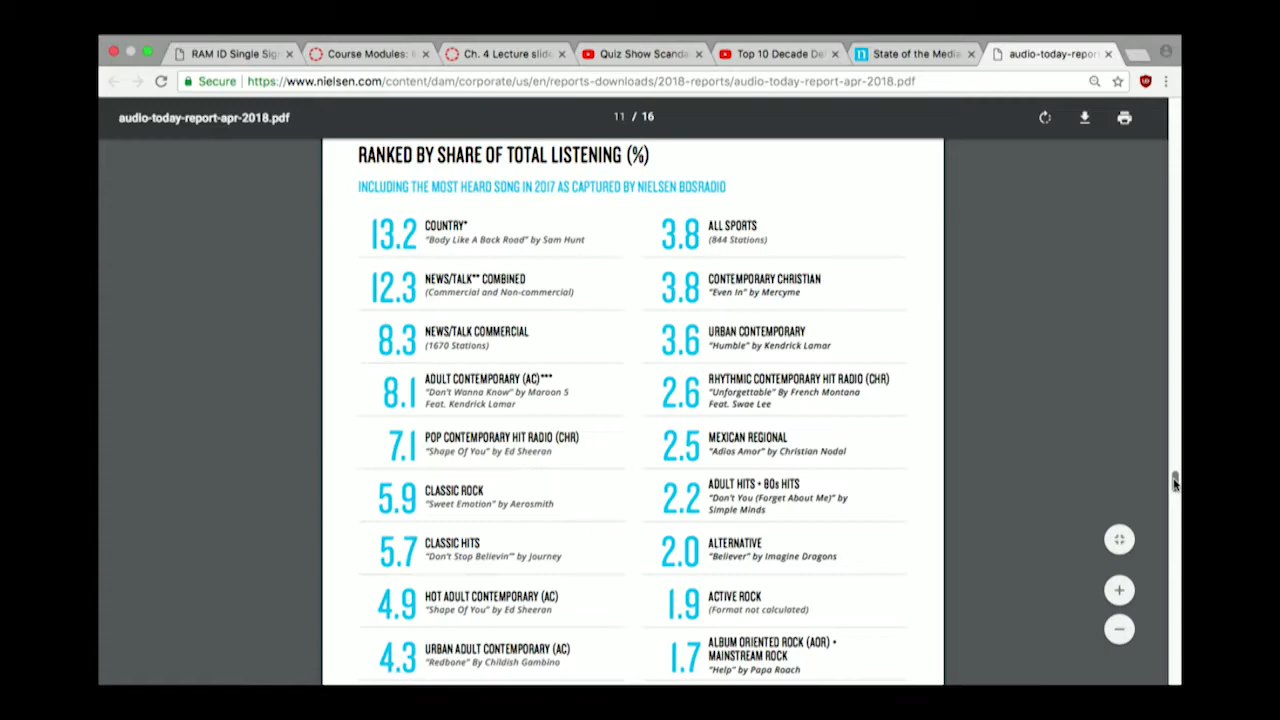 RAM ID Single Sig
Course Modules:
Ch. 4 Lecture slide
Quiz Show Scanda
Top 10 Decade De
State of the Media
audio-today-repor
Secure
https://www.nielsen.com/content/dam/corporate/us/en/reports-downloads/2018-reports/audio-today-report-apr-2018.pdf
audio-today-report-apr-2018.pdf
11 / 16
RANKED BY SHARE OF TOTAL LISTENING (%)
INCLUDING THE MOST HEARD SONG IN 2017 AS CAPTURED BY NIELSEN BDSRADIO
13.2 COUNTRY*
"Body Like A Back Road" by Sam Hunt
12.3 NEWS/TALK** COMBINED
(Commercial and Non-commercial)
8.3 NEWS/TALK COMMERCIAL
(1670 Stations)
8.1 ADULT CONTEMPORARY (AC)***
"Don't Wanna Know" by Maroon 5
Feat. Kendrick Lamar
7.1 POP CONTEMPORARY HIT RADIO (CHR)
"Shape Of You" by Ed Sheeran
5.9 CLASSIC ROCK
"Sweet Emotion" by Aerosmith
5.7 CLASSIC HITS
"Don't Stop Believin'" by Journey
4.9 HOT ADULT CONTEMPORARY (AC)
"Shape Of You" by Ed Sheeran
4.3 URBAN ADULT CONTEMPORARY (AC)
"Redbone" By Childish Gambino
3.8 ALL SPORTS
(844 Stations)
3.8 CONTEMPORARY CHRISTIAN
"Even In" by Mercyme
3.6 URBAN CONTEMPORARY
"Humble" by Kendrick Lamar
2.6 RHYTHMIC CONTEMPORARY HIT RADIO (CHR)
"Unforgettable" By French Montana
Feat. Swae Lee
2.5 MEXICAN REGIONAL
"Adios Amor" by Christian Nodal
2.2 ADULT HITS + 80s HITS
"Don't You (Forget About Me)" by
Simple Minds
2.0 ALTERNATIVE
"Believer" by Imagine Dragons
1.9 ACTIVE ROCK
(Format not calculated)
1.7 ALBUM ORIENTED ROCK (AOR) +
MAINSTREAM ROCK
"Help" by Papa Roach